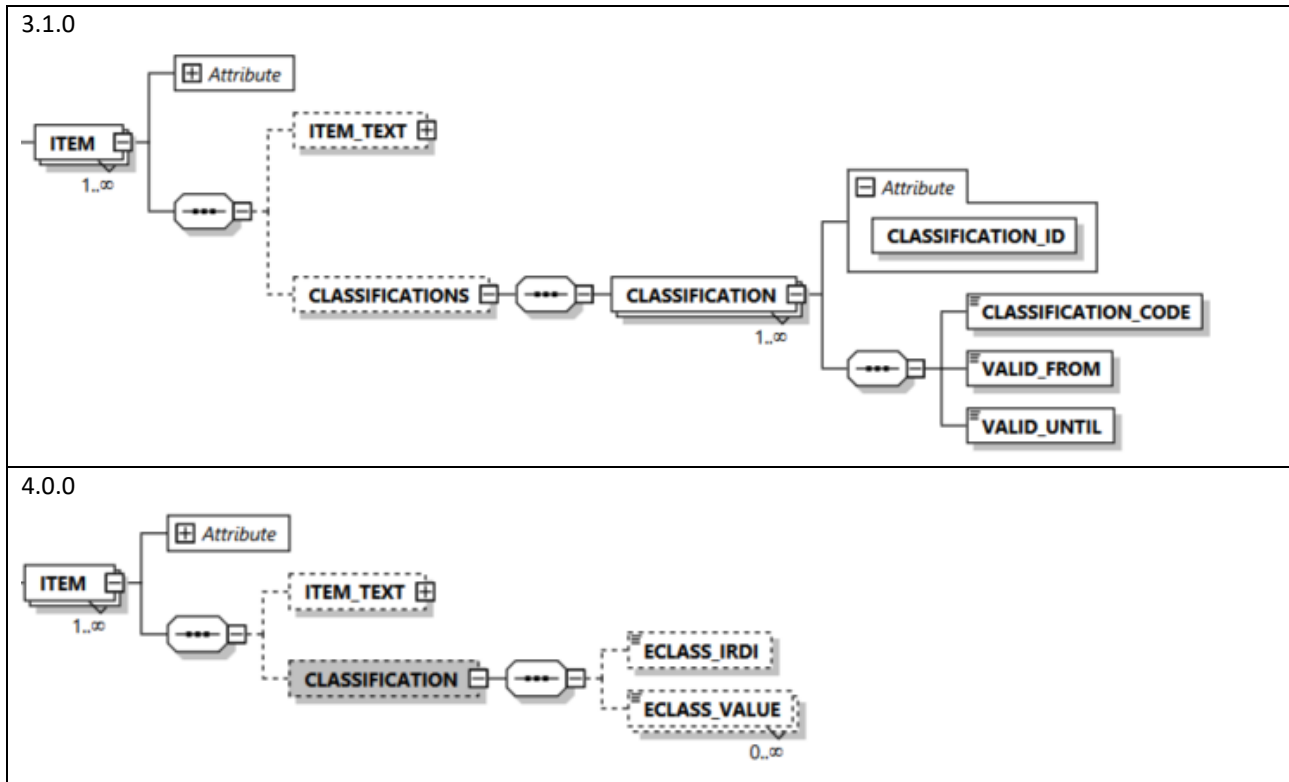 3.1.0
Attribute
ITEM
1..∞
ITEM_TEXT
CLASSIFICATIONS
CLASSIFICATION
1..∞
Attribute
CLASSIFICATION_ID
CLASSIFICATION_CODE
VALID_FROM
VALID_UNTIL
4.0.0
Attribute
ITEM
1..∞
ITEM_TEXT
CLASSIFICATION
ECLASS_IRDI
ECLASS_VALUE
0..∞